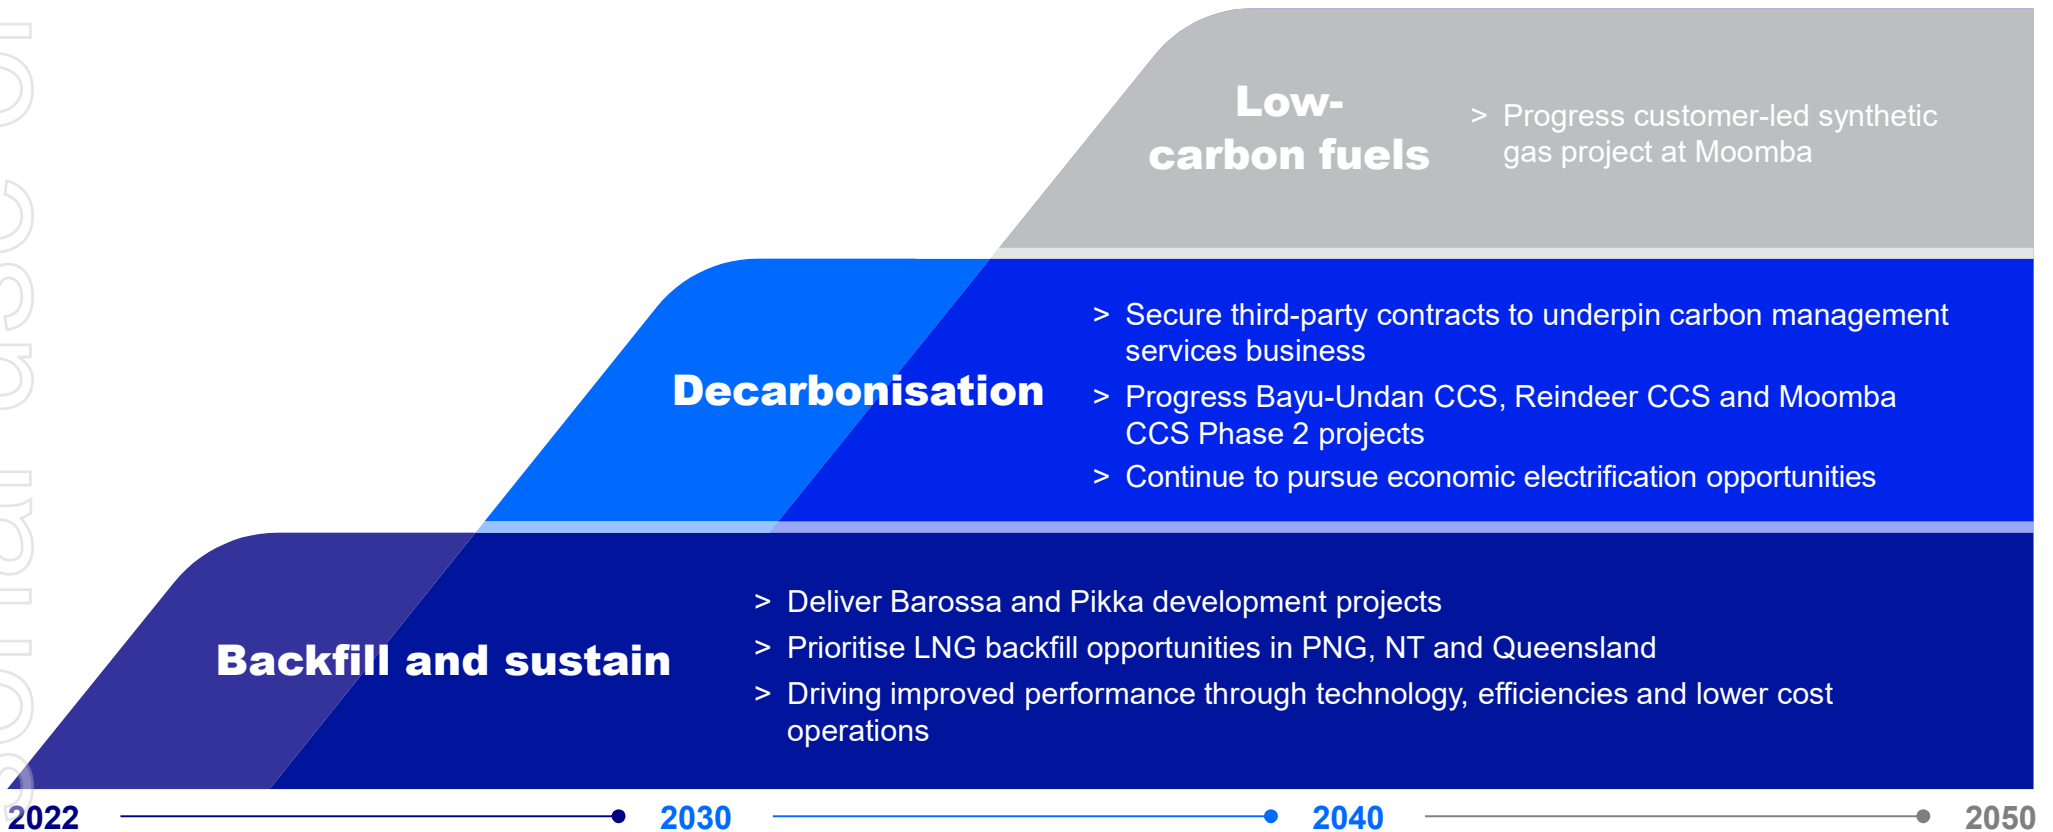 Low-
carbon fuels
> Progress customer-led synthetic
gas project at Moomba
Decarbonisation
> Secure third-party contracts to underpin carbon management
services business
> Progress Bayu-Undan CCS, Reindeer CCS and Moomba
CCS Phase 2 projects
> Continue to pursue economic electrification opportunities
Backfill and sustain
> Deliver Barossa and Pikka development projects
> Prioritise LNG backfill opportunities in PNG, NT and Queensland
> Driving improved performance through technology, efficiencies and lower cost
operations
2022
2030
2040
2050